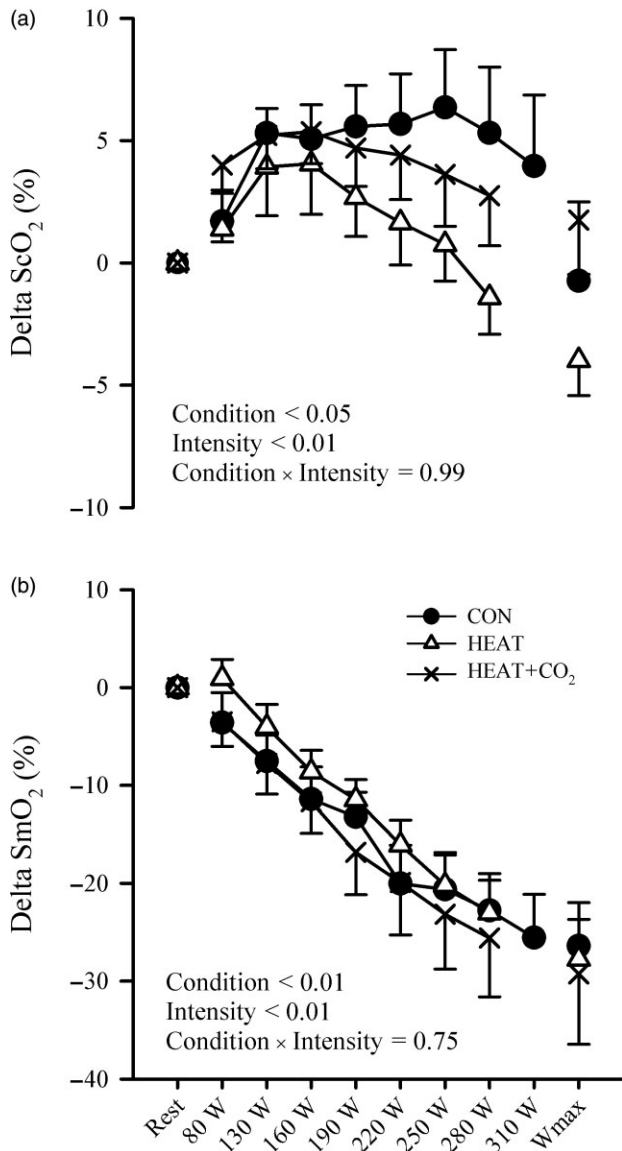 (a)
10
5
0
−5
−10
Delta ScO₂ (%)
Condition < 0.05
Intensity < 0.01
Condition × Intensity = 0.99
(b)
10
0
−10
−20
−30
−40
Delta SmO₂ (%)
CON
HEAT
HEAT+CO₂
Condition < 0.01
Intensity < 0.01
Condition × Intensity = 0.75
Rest
80 W
130 W
160 W
190 W
220 W
250 W
280 W
310 W
Wmax